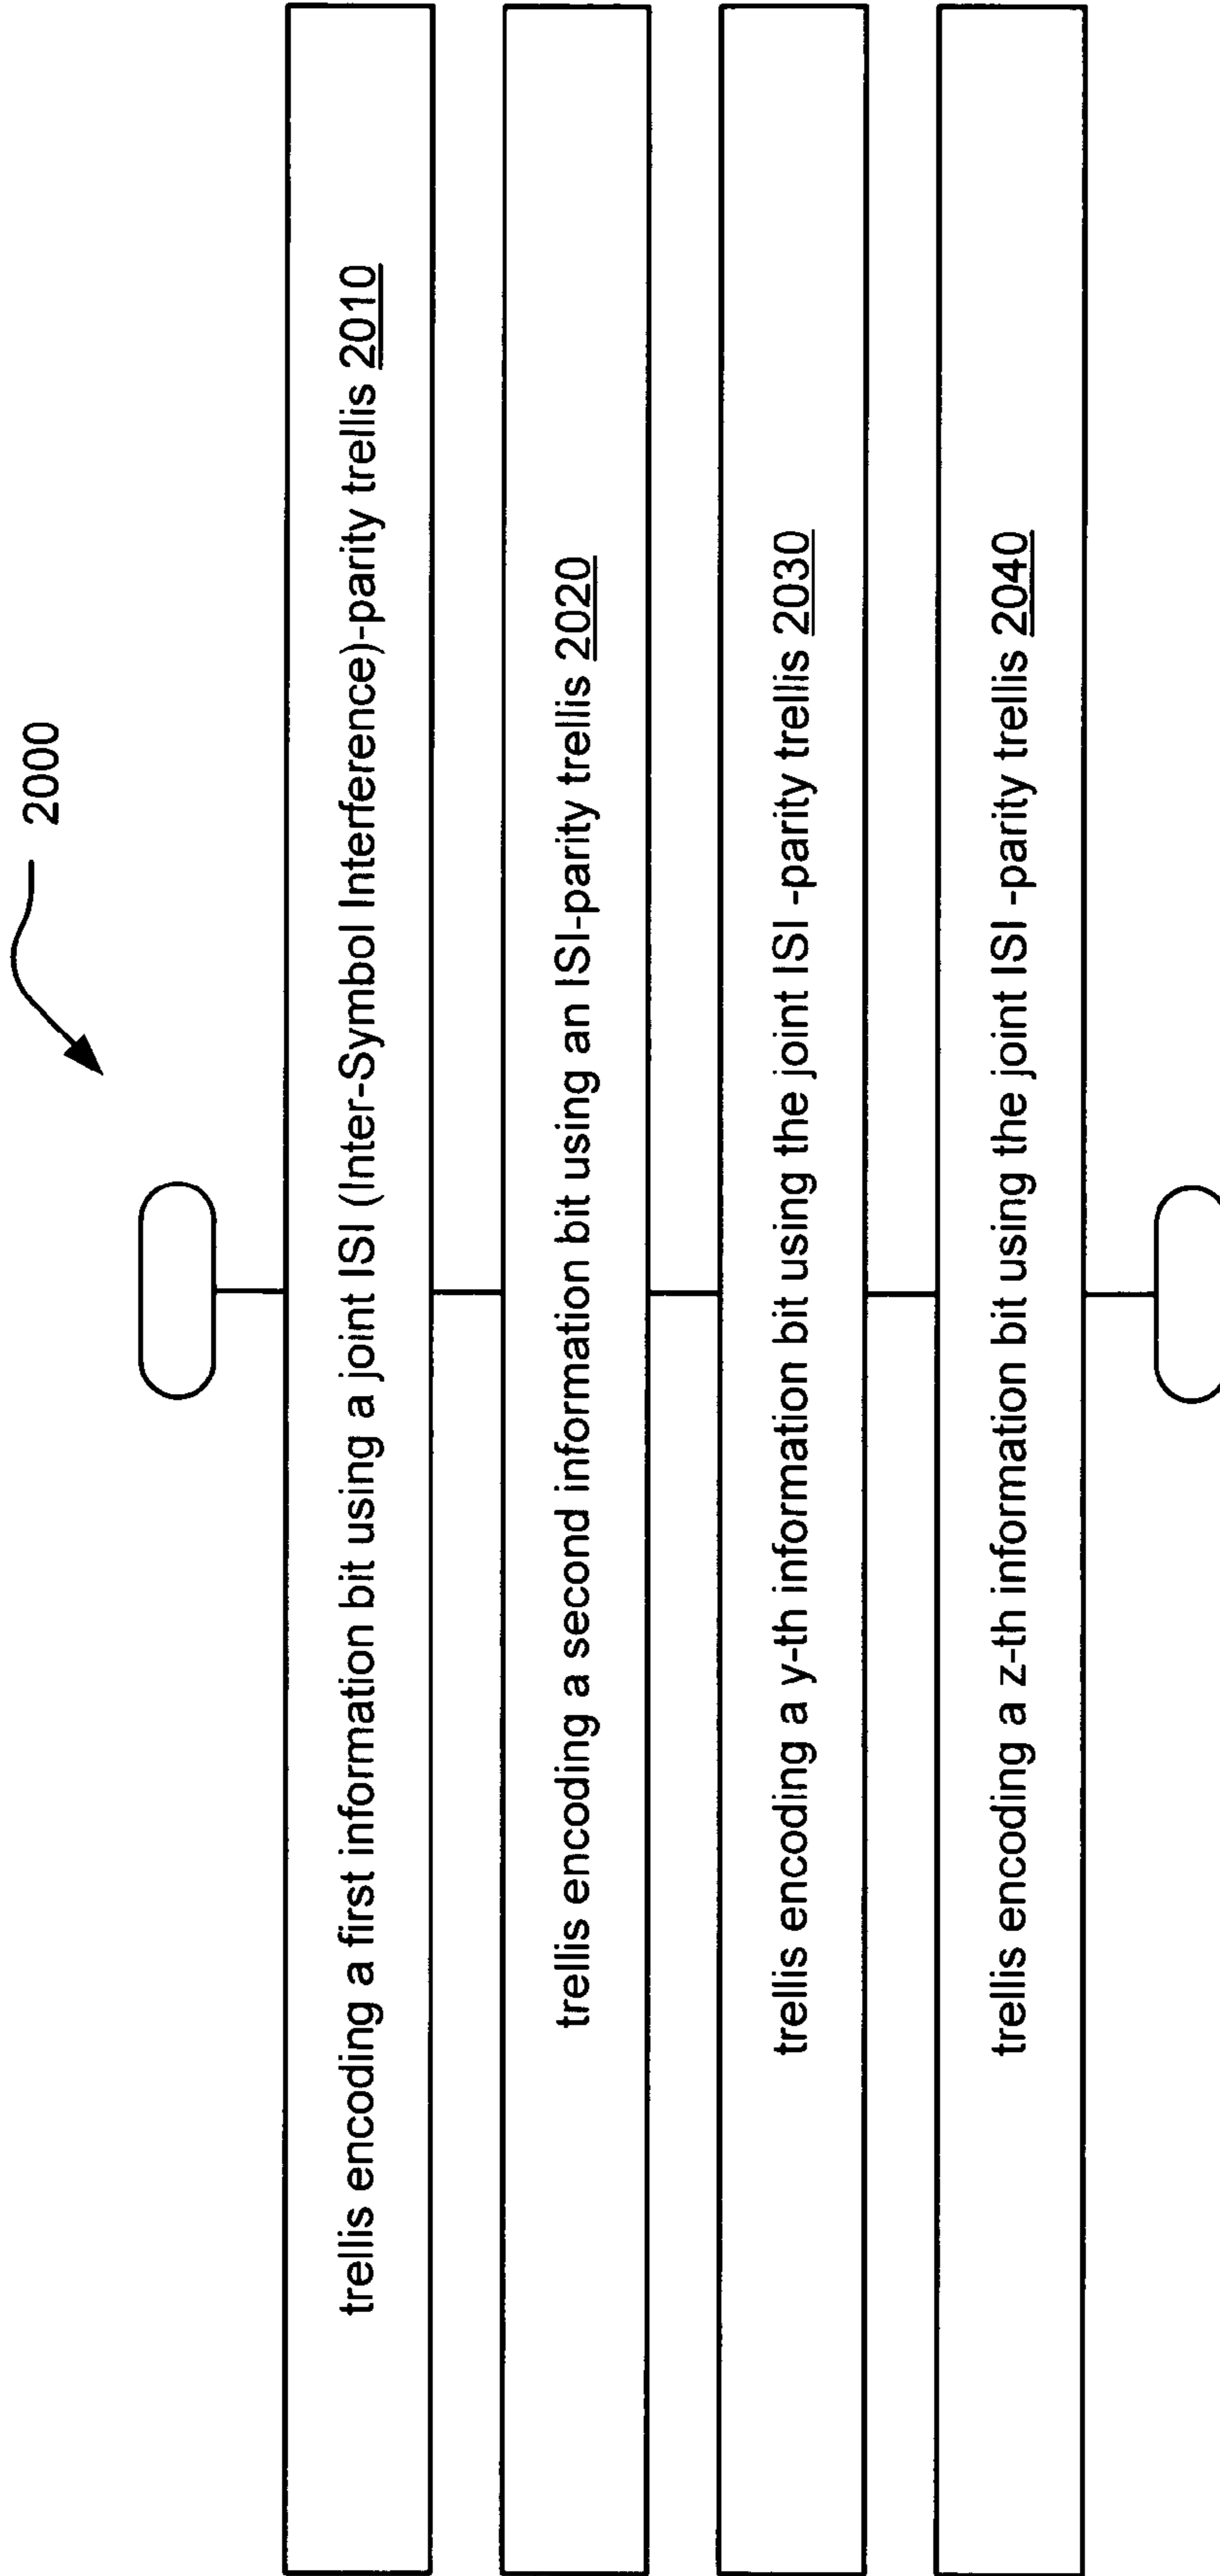 2000
trellis encoding a first information bit using a joint ISI (Inter-Symbol Interference)-parity trellis 2010
trellis encoding a second information bit using an ISI-parity trellis 2020
trellis encoding a y-th information bit using the joint ISI -parity trellis 2030
trellis encoding a z-th information bit using the joint ISI -parity trellis 2040